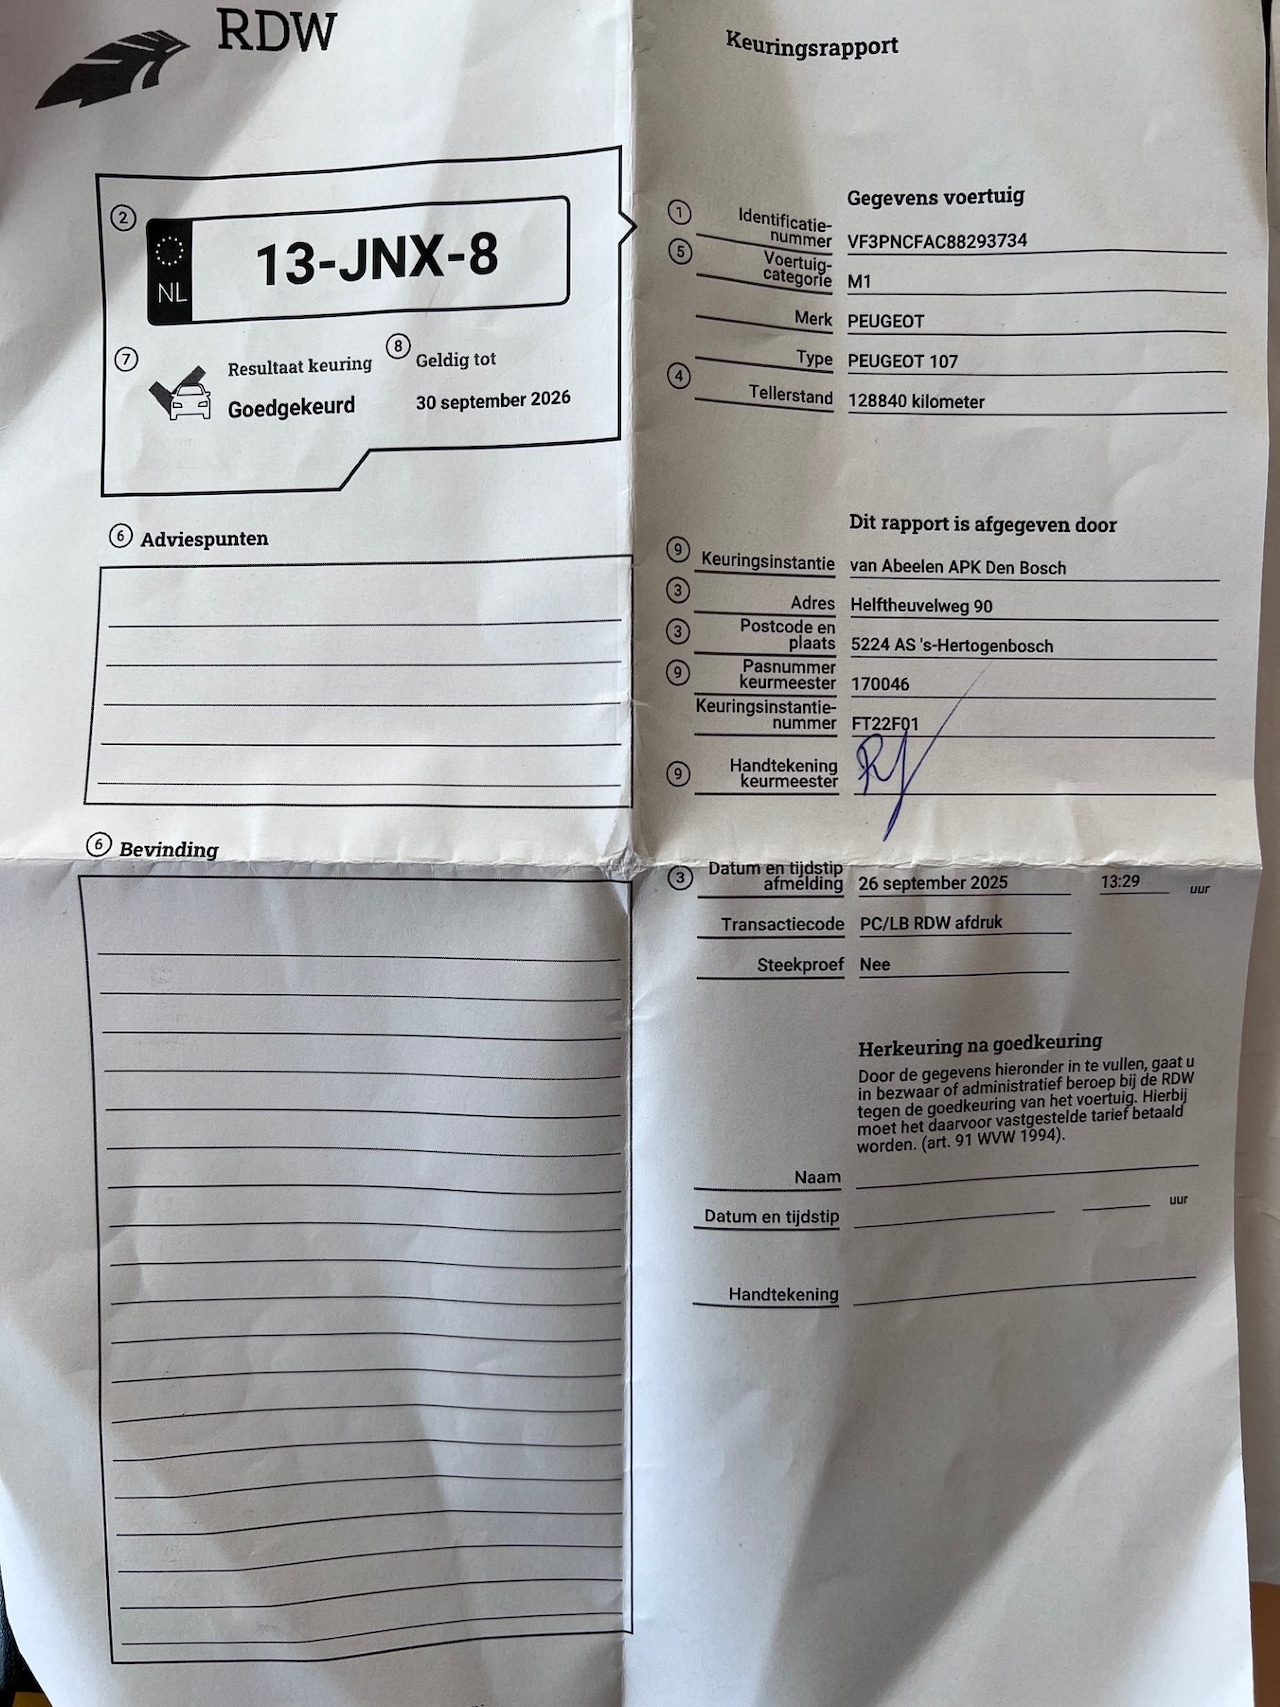 RDW
Keuringsrapport
2
NL
13-JNX-8
7
Resultaat keuring
Goedgekeurd
8
Geldig tot
30 september 2026
6 Adviespunten
6 Bevinding
Gegevens voertuig
1 Identificatie-
nummer VF3PNCFAC88293734
5 Voertuig-
categorie M1
Merk PEUGEOT
Type PEUGEOT 107
4 Tellerstand 128840 kilometer
Dit rapport is afgegeven door
9 Keuringsinstantie van Abeelen APK Den Bosch
3 Adres Helftheuvelweg 90
3 Postcode en
plaats 5224 AS 's-Hertogenbosch
9 Pasnummer
keurmeester 170046
Keuringsinstantie-
nummer FT22F01
9 Handtekening
keurmeester
3 Datum en tijdstip
afmelding 26 september 2025 13:29 uur
Transactiecode PC/LB RDW afdruk
Steekproef Nee
Herkeuring na goedkeuring
Door de gegevens hieronder in te vullen, gaat u
in bezwaar of administratief beroep bij de RDW
tegen de goedkeuring van het voertuig. Hierbij
moet het daarvoor vastgestelde tarief betaald
worden. (art. 91 WVW 1994).
Naam
Datum en tijdstip uur
Handtekening